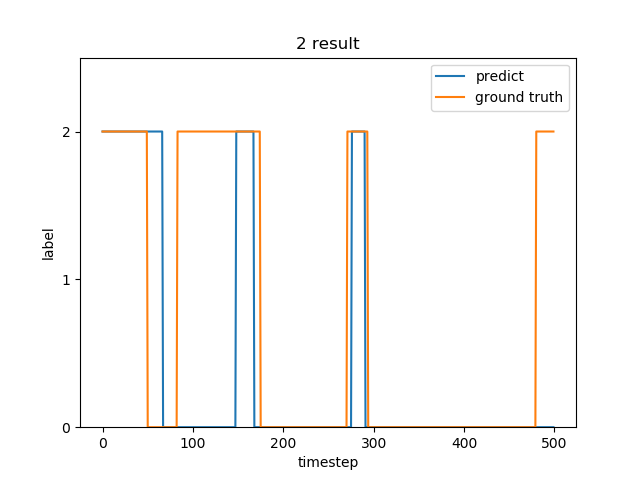 2 result
predict
ground truth
2
1
0
label
0 100 200 300 400 500
timestep